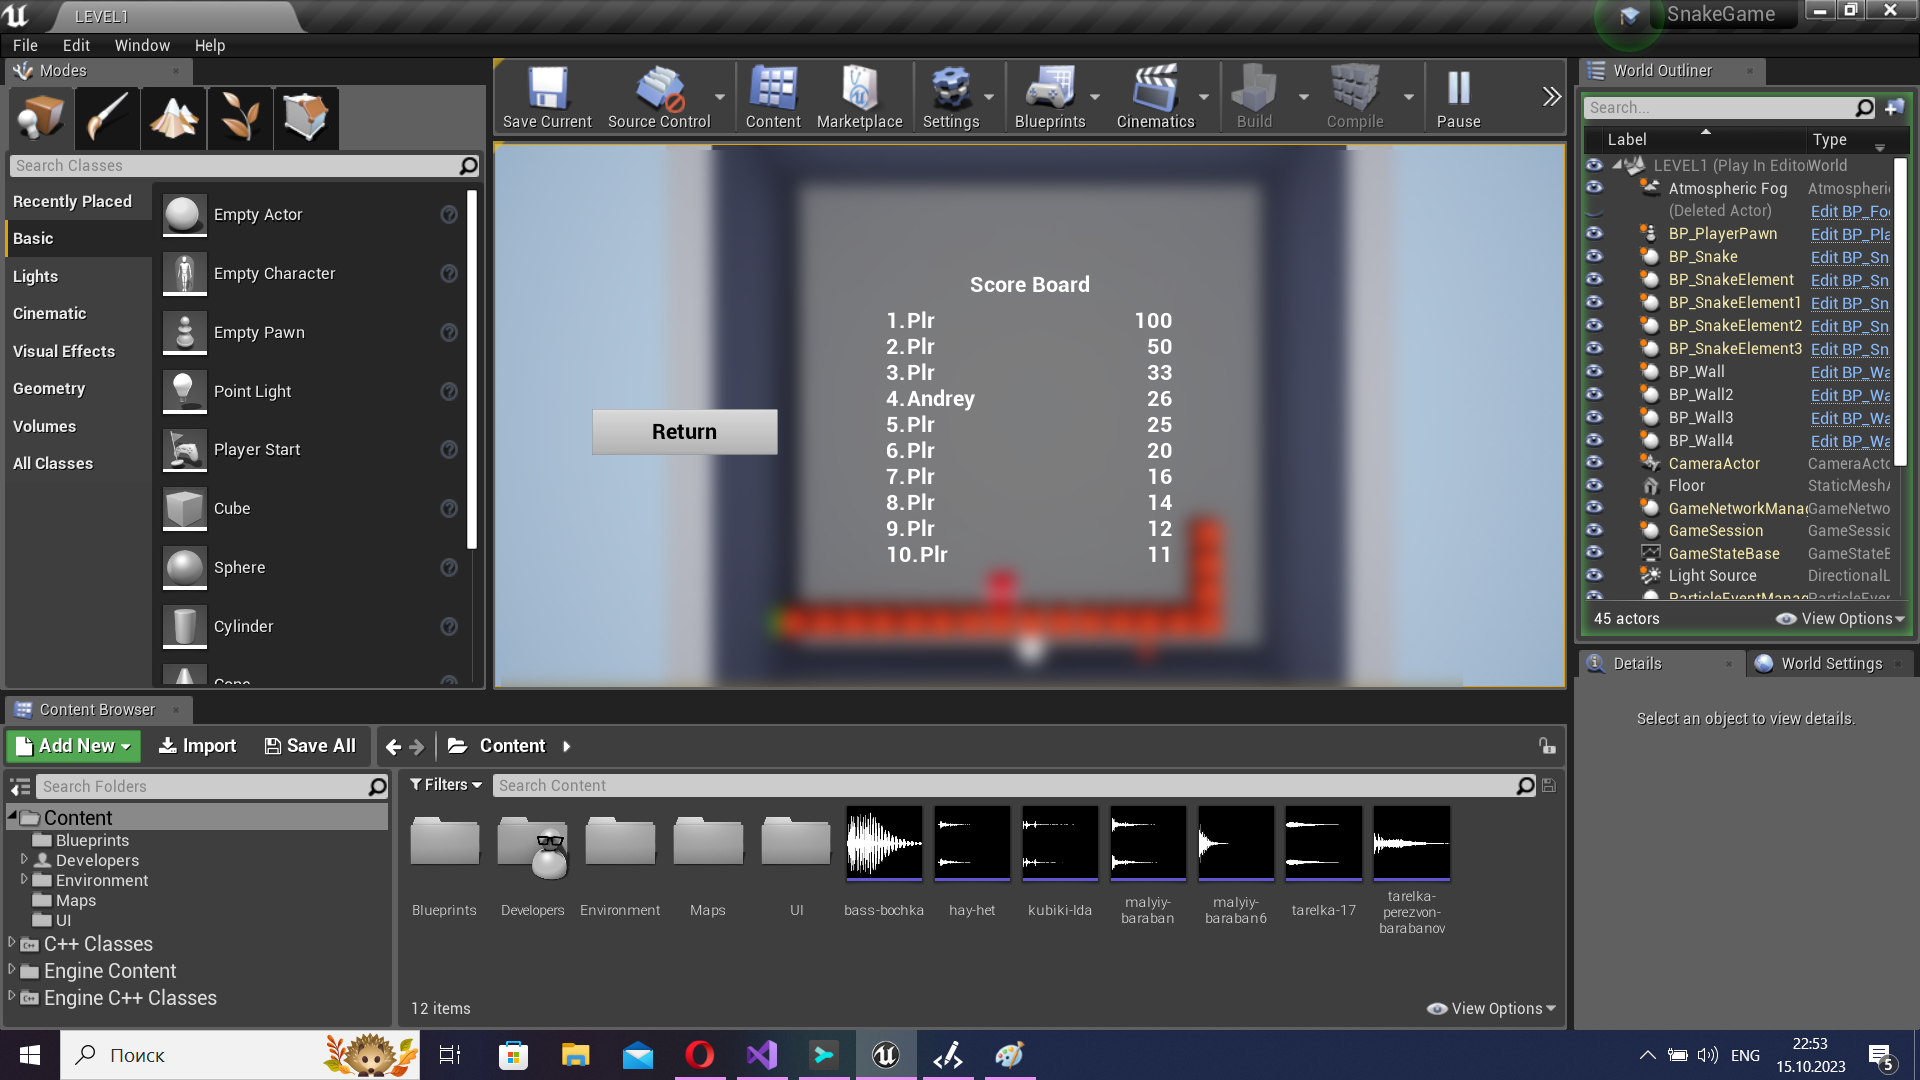 LEVEL1
SnakeGame
File Edit Window Help
Modes
Search Classes
Recently Placed
Basic
Lights
Cinematic
Visual Effects
Geometry
Volumes
All Classes
Empty Actor
Empty Character
Empty Pawn
Point Light
Player Start
Cube
Sphere
Cylinder
Save Current
Source Control
Content
Marketplace
Settings
Blueprints
Cinematics
Build
Compile
Pause
Score Board
1.Plr 100
2.Plr 50
3.Plr 33
4.Andrey 26
5.Plr 25
6.Plr 20
7.Plr 16
8.Plr 14
9.Plr 12
10.Plr 11
Return
World Outliner
Search...
Label Type
LEVEL1 (Play In Editor World
Atmospheric Fog Atmospheric
(Deleted Actor) Edit BP_Fo
BP_PlayerPawn Edit BP_Pla
BP_Snake Edit BP_Sn
BP_SnakeElement Edit BP_Sn
BP_SnakeElement1 Edit BP_Sn
BP_SnakeElement2 Edit BP_Sn
BP_SnakeElement3 Edit BP_Sn
BP_Wall Edit BP_Wa
BP_Wall2 Edit BP_Wa
BP_Wall3 Edit BP_Wa
BP_Wall4 Edit BP_Wa
CameraActor CameraActo
Floor StaticMeshA
GameNetworkManag GameNetwo
GameSession GameSessic
GameStateBase GameStateB
Light Source DirectionalL
45 actors
View Options
Details
World Settings
Select an object to view details.
Content Browser
Add New
Import
Save All
Content
Search Folders
Filters
Search Content
Content
Blueprints
Developers
Environment
Maps
UI
C++ Classes
Engine Content
Engine C++ Classes
Blueprints
Developers
Environment
Maps
UI
bass-bochka
hay-het
kubiki-lda
malyiy-
baraban
malyiy-
baraban6
tarelka-17
tarelka-
perezvon-
barabanov
12 items
View Options
Поиск
ENG
22:53
15.10.2023
5